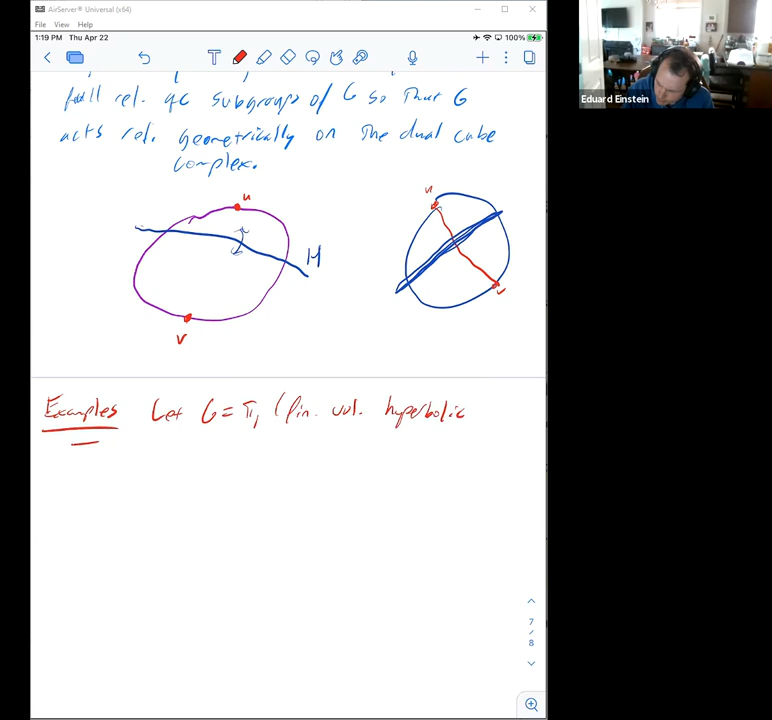 AirServer® Universal (x64)
File Edit View Help
1:19 PM Thu Apr 22
100%
T
full rel. qc subgroups of G so that G
acts rel. geometrically on the dual cube
complex.
u
H
v
u
v
Examples Let G = π₁ (fin. vol. hyperbolic
7
/
8
Eduard Einstein